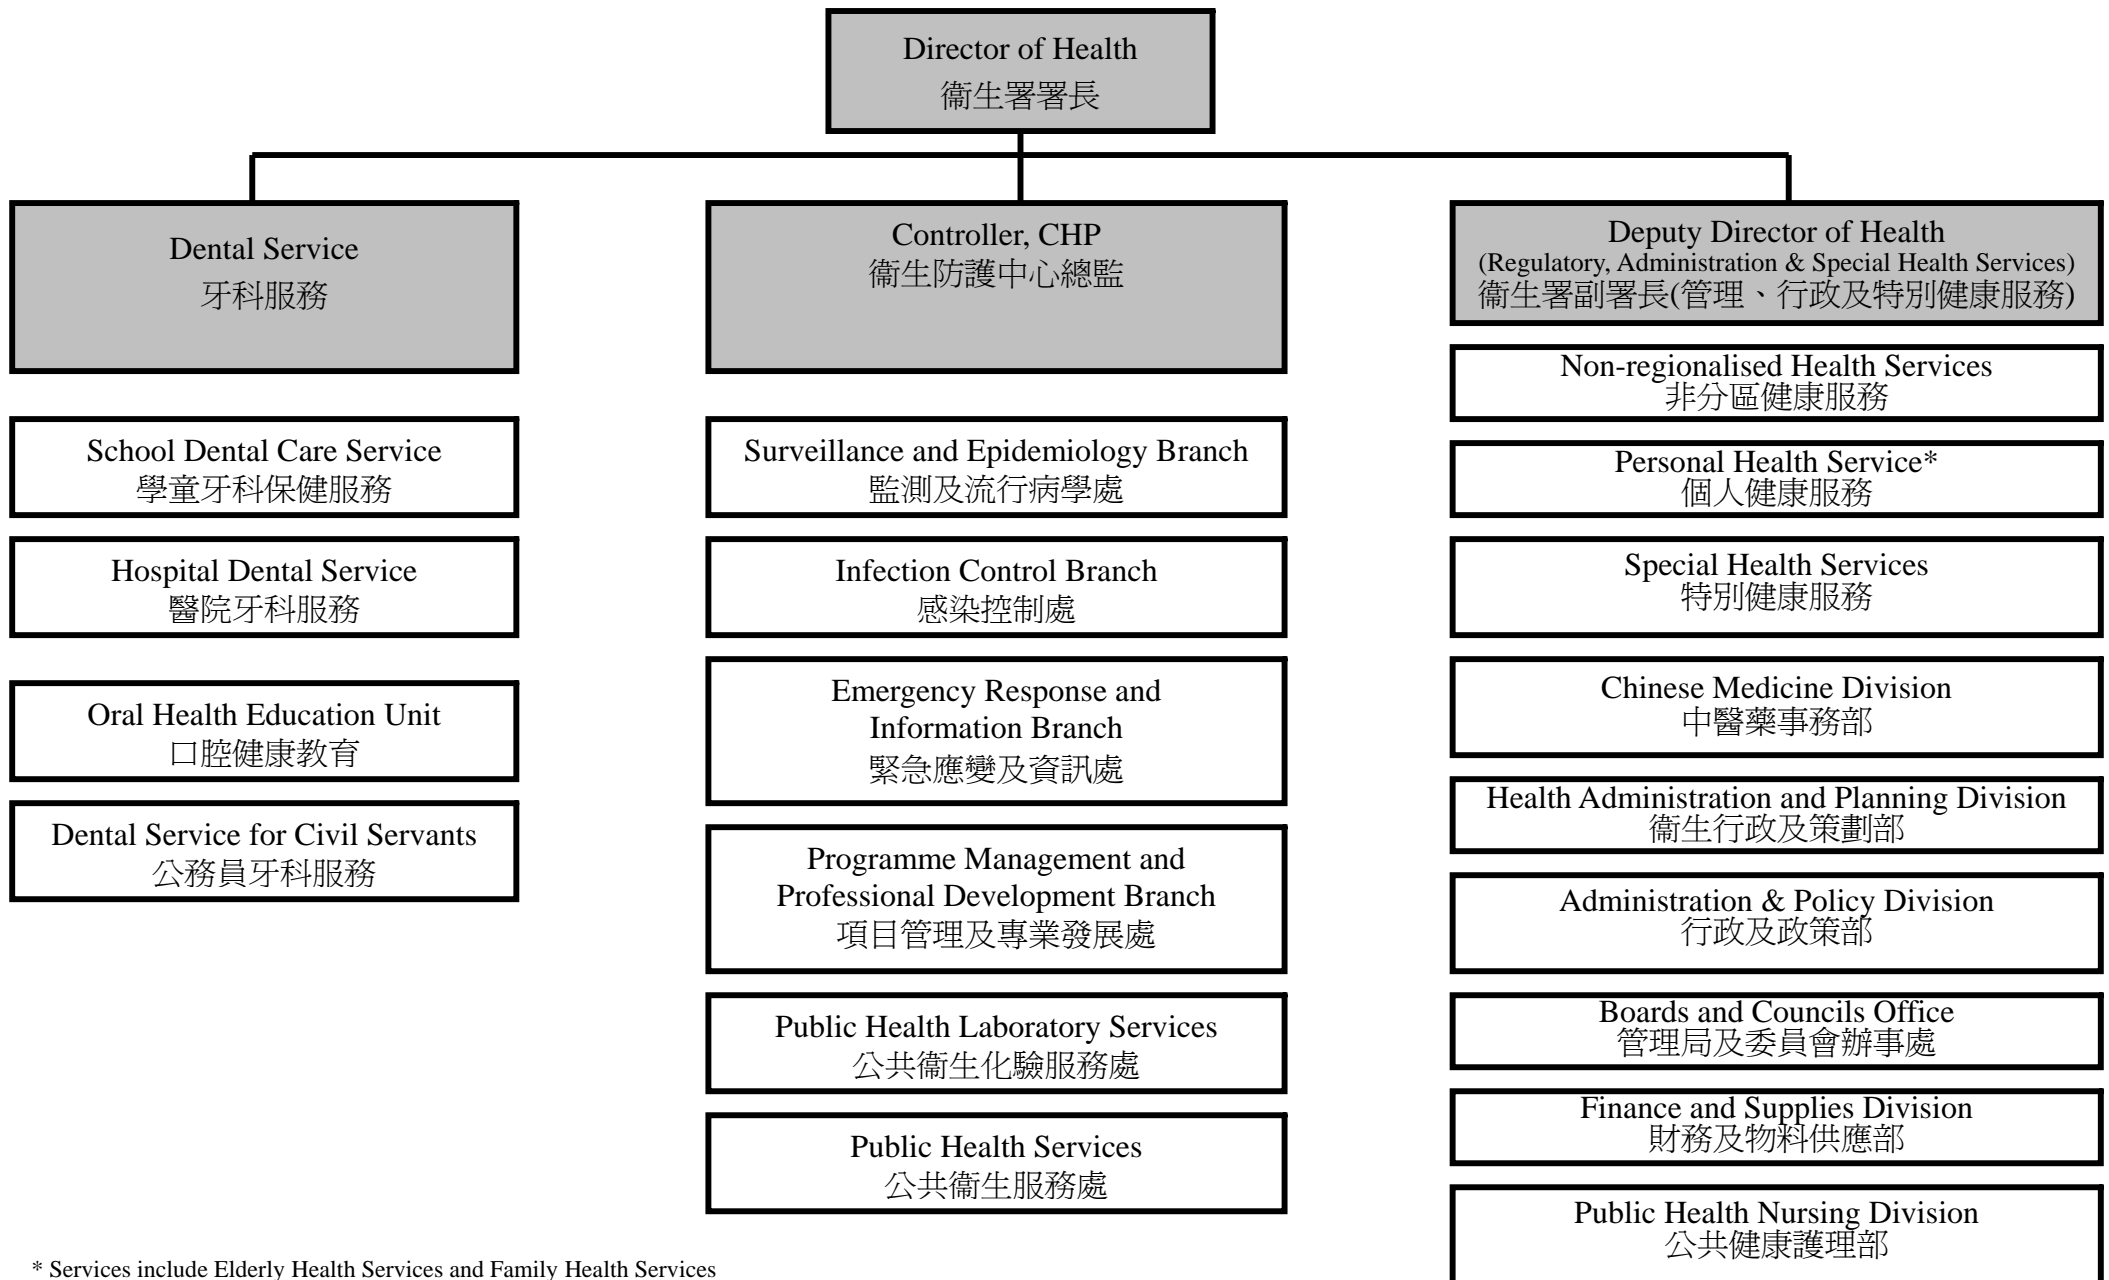 Director of Health
衞生署署長
Dental Service
牙科服務
School Dental Care Service
學童牙科保健服務
Hospital Dental Service
醫院牙科服務
Oral Health Education Unit
口腔健康教育
Dental Service for Civil Servants
公務員牙科服務
Controller, CHP
衞生防護中心總監
Surveillance and Epidemiology Branch
監測及流行病學處
Infection Control Branch
感染控制處
Emergency Response and
Information Branch
緊急應變及資訊處
Programme Management and
Professional Development Branch
項目管理及專業發展處
Public Health Laboratory Services
公共衞生化驗服務處
Public Health Services
公共衞生服務處
Deputy Director of Health
(Regulatory, Administration & Special Health Services)
衞生署副署長(管理、行政及特別健康服務)
Non-regionalised Health Services
非分區健康服務
Personal Health Service*
個人健康服務
Special Health Services
特別健康服務
Chinese Medicine Division
中醫藥事務部
Health Administration and Planning Division
衞生行政及策劃部
Administration & Policy Division
行政及政策部
Boards and Councils Office
管理局及委員會辦事處
Finance and Supplies Division
財務及物料供應部
Public Health Nursing Division
公共健康護理部
* Services include Elderly Health Services and Family Health Services